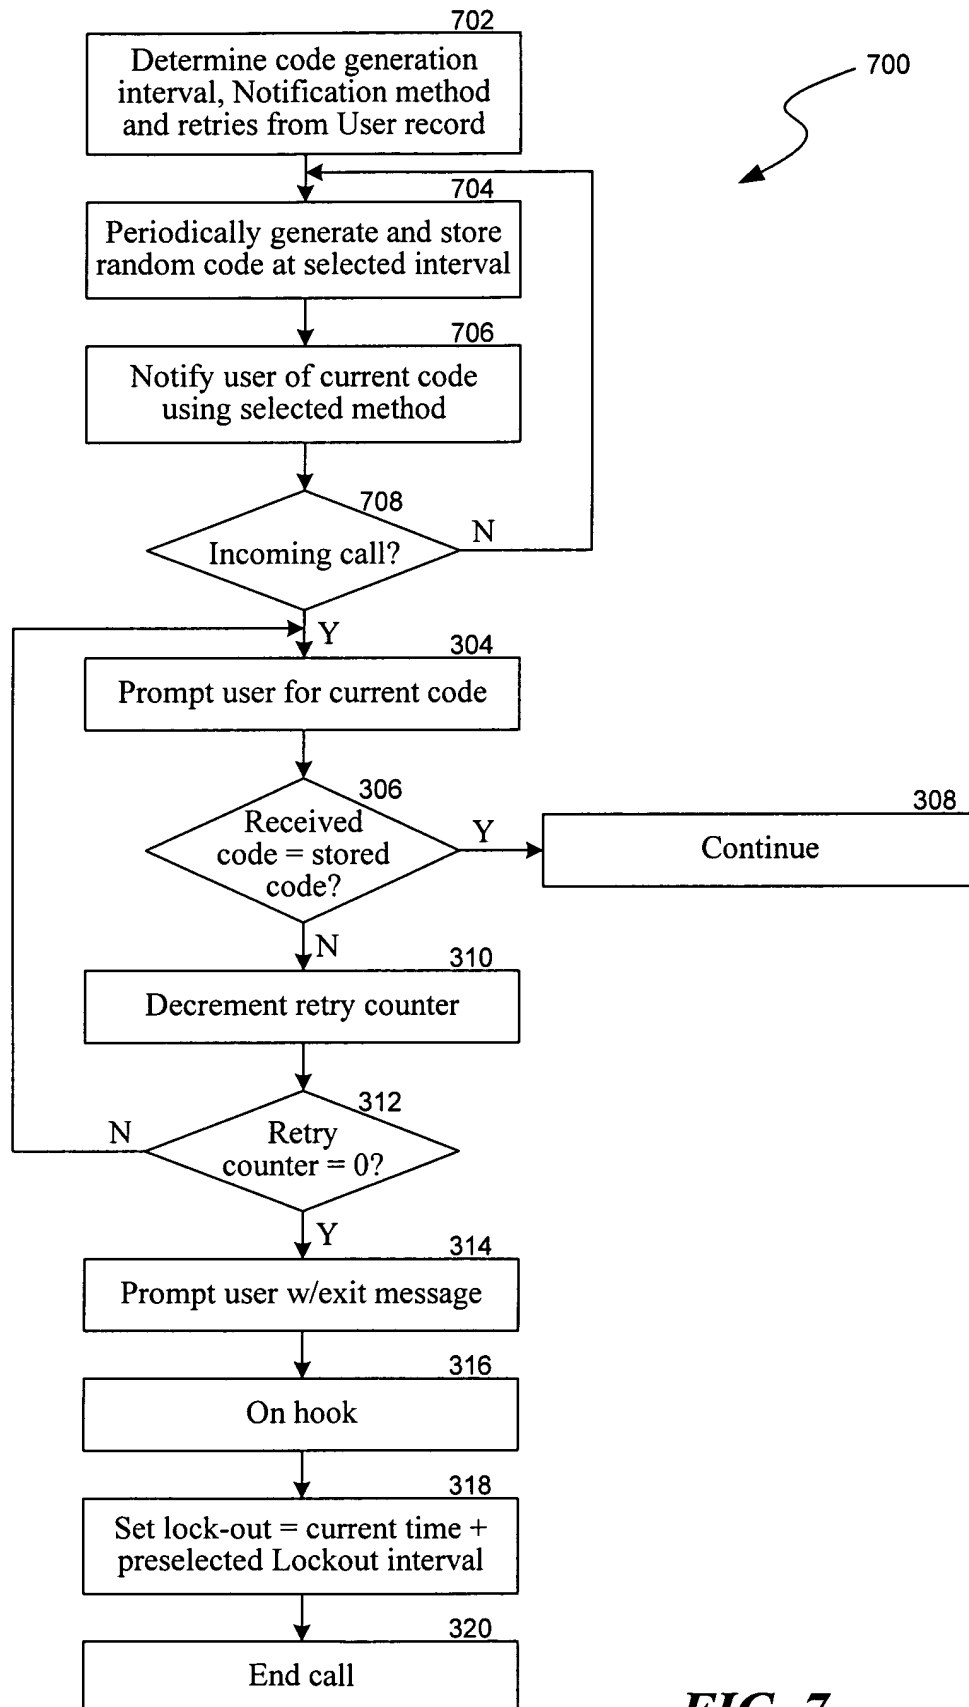 702
Determine code generation
interval, Notification method
and retries from User record
700
704
Periodically generate and store
random code at selected interval
706
Notify user of current code
using selected method
708
Incoming call?
N
Y
304
Prompt user for current code
306
Received
code = stored
code?
Y
308
Continue
N
310
Decrement retry counter
312
Retry
counter = 0?
N
Y
314
Prompt user w/exit message
316
On hook
318
Set lock-out = current time +
preselected Lockout interval
320
End call
FIG. 7